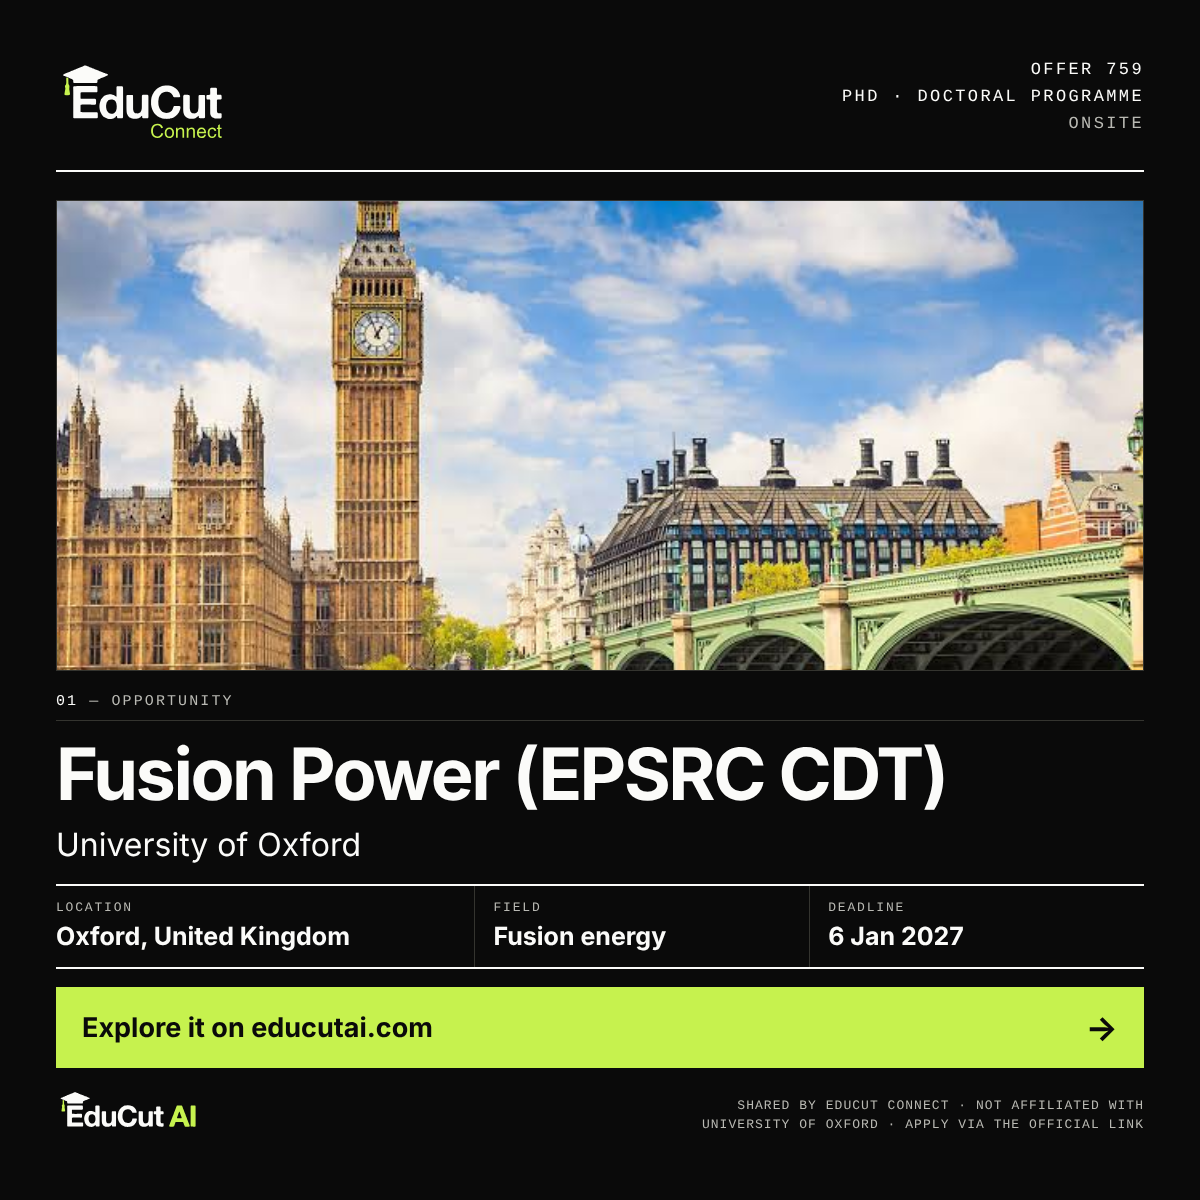 EduCut
Connect
OFFER 759
PHD · DOCTORAL PROGRAMME
ONSITE
01 — OPPORTUNITY
Fusion Power (EPSRC CDT)
University of Oxford
LOCATION
Oxford, United Kingdom
FIELD
Fusion energy
DEADLINE
6 Jan 2027
Explore it on educutai.com →
EduCut AI
SHARED BY EDUCUT CONNECT · NOT AFFILIATED WITH
UNIVERSITY OF OXFORD · APPLY VIA THE OFFICIAL LINK